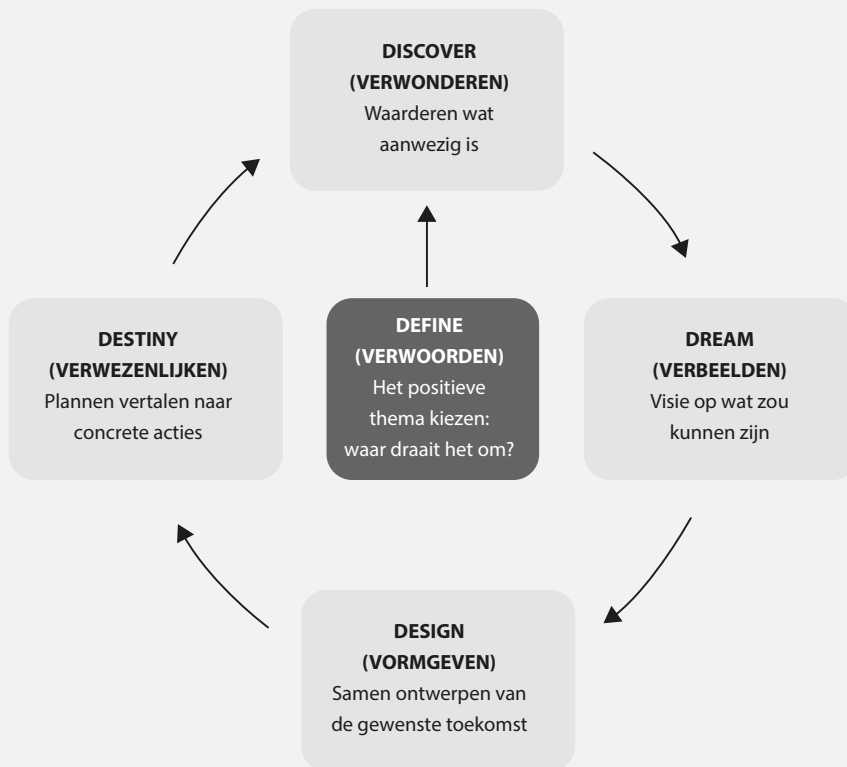 DISCOVER
(VERWONDEREN)
Waarderen wat
aanwezig is
DESTINY
(VERWEZENLIJKEN)
Plannen vertalen naar
concrete acties
DEFINE
(VERWOORDEN)
Het positieve
thema kiezen:
waar draait het om?
DREAM
(VERBEELDEN)
Visie op wat zou
kunnen zijn
DESIGN
(VORMGEVEN)
Samen ontwerpen van
de gewenste toekomst